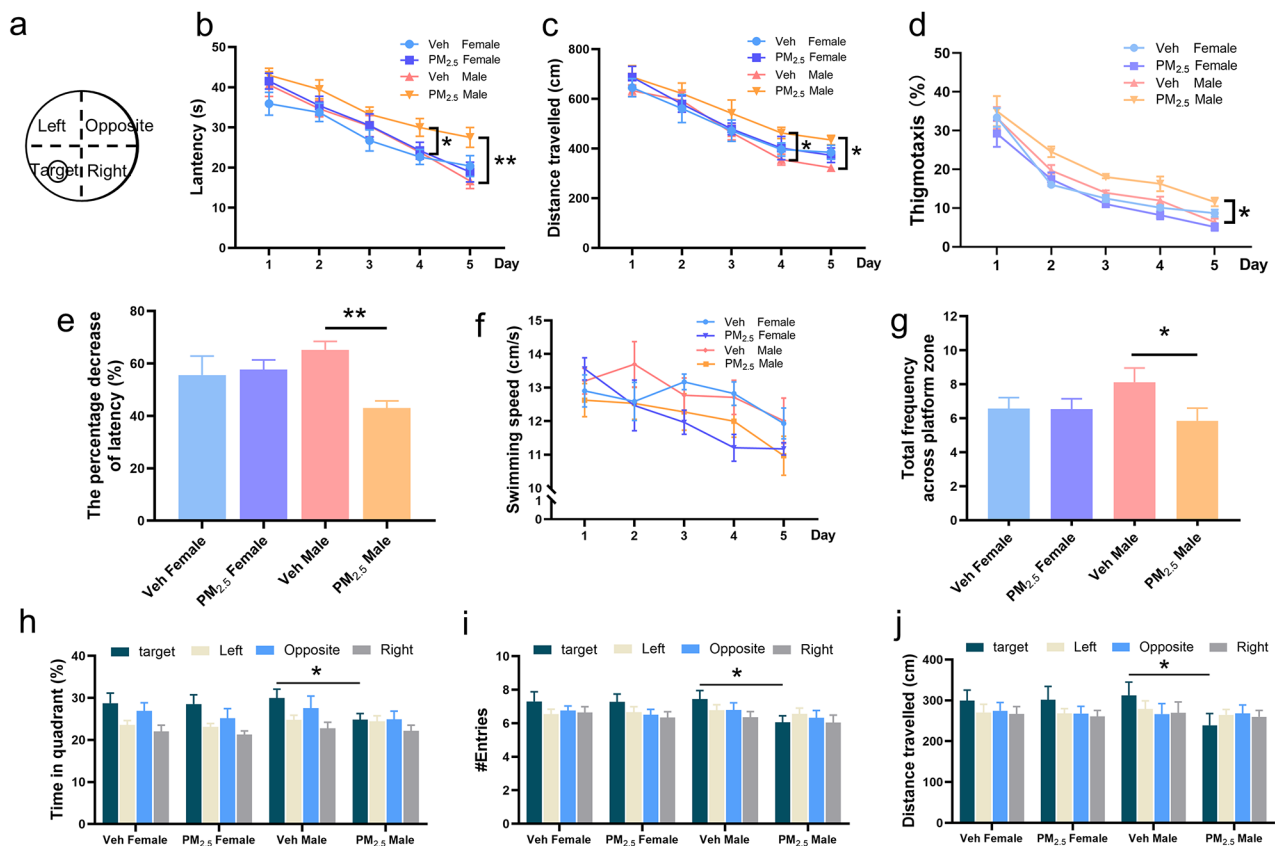 a
Left
Opposite
Target
Right
b
Latency (s)
50
40
30
20
10
0
1 2 3 4 5 Day
Veh Female
PM2.5 Female
Veh Male
PM2.5 Male
*
**
c
Distance travelled (cm)
800
600
400
200
0
1 2 3 4 5 Day
Veh Female
PM2.5 Female
Veh Male
PM2.5 Male
*
*
d
Thigmotaxis (%)
50
40
30
20
10
0
1 2 3 4 5 Day
Veh Female
PM2.5 Female
Veh Male
PM2.5 Male
*
e
The percentage decrease
of latency (%)
80
60
40
20
0
**
Veh Female
PM2.5 Female
Veh Male
PM2.5 Male
f
Swimming speed (cm/s)
15
14
13
12
11
10
1
0
1 2 3 4 5 Day
Veh Female
PM2.5 Female
Veh Male
PM2.5 Male
g
Total frequency
across platform zone
12
10
8
6
4
2
0
*
Veh Female
PM2.5 Female
Veh Male
PM2.5 Male
h
target Left Opposite Right
Time in quadrant (%)
40
30
20
10
0
*
Veh Female PM2.5 Female Veh Male PM2.5 Male
i
target Left Opposite Right
#Entries
10
8
6
4
2
0
*
Veh Female PM2.5 Female Veh Male PM2.5 Male
j
target Left Opposite Right
Distance travelled (cm)
400
300
200
100
0
*
Veh Female PM2.5 Female Veh Male PM2.5 Male